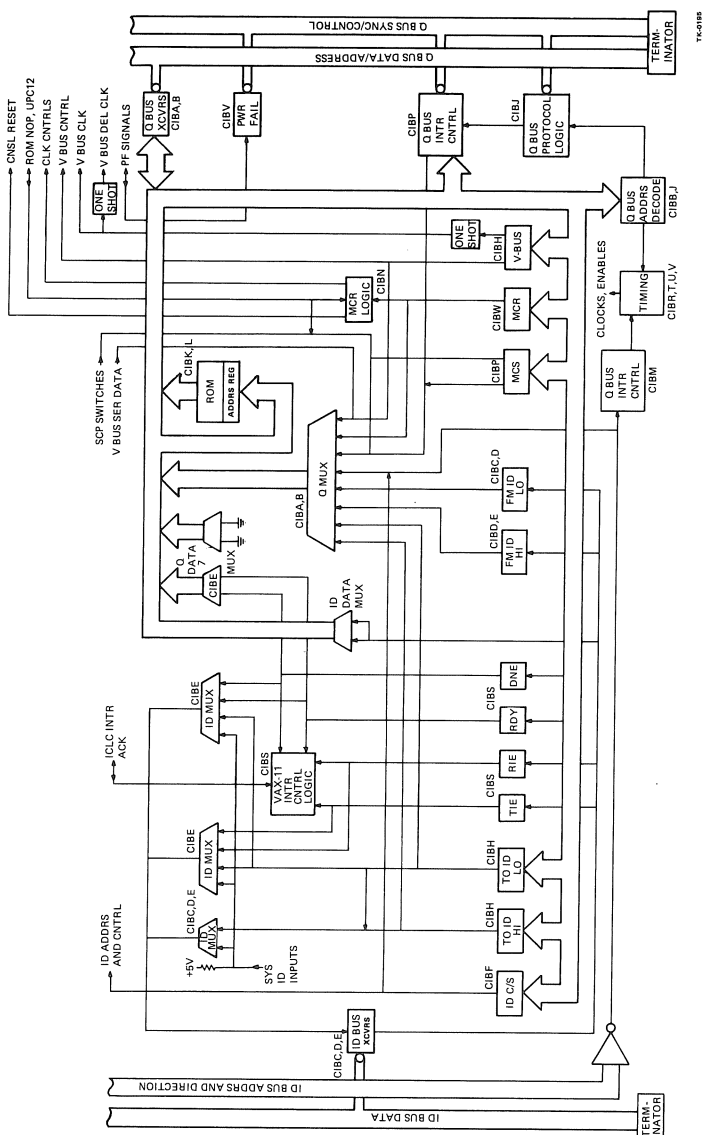 Q BUS SYNC/CONTROL
Q BUS DATA/ADDRESS
TERM-
INATOR
TK-0195
CNSL RESET
ROM NOP, UPC12
CLK CNTRLS
V BUS CNTRL
V BUS CLK
V BUS DEL CLK
PF SIGNALS
ONE
SHOT
Q BUS
XCVRS
CIBA,B
CIBV
PWR
FAIL
CIBP
Q BUS
INTR
CNTRL
CIBJ
Q BUS
PROTOCOL
LOGIC
SCP SWITCHES
V BUS SER DATA
CIBK, L
ROM
ADDRS REG
MCR
LOGIC
CIBN
ONE
SHOT
CIBH
V-BUS
CIBW
MCR
CIBP
MCS
Q BUS
ADDRS
DECODE
CIBB,J
CLOCKS, ENABLES
TIMING
CIBR,T,U,V
Q BUS
INTR
CNTRL
CIBM
Q
DATA
7
MUX
CIBE
Q MUX
CIBA,B
CIBC,D
FM ID
LO
CIBD,E
FM ID
HI
ID
DATA
MUX
ICLC INTR
ACK
CIBE
ID MUX
CIBS
VAX-11
INTR
CNTRL
LOGIC
CIBS
DNE
RDY
CIBS
RIE
TIE
ID ADDRS
AND CNTRL
CIBE
ID MUX
CIBC,D,E
ID
MUX
+5V
SYS
ID
INPUTS
CIBH
TO ID
LO
CIBH
TO ID
HI
CIBF
ID C/S
CIBC,D,E
ID BUS
XCVRS
ID BUS ADDRS AND DIRECTION
ID BUS DATA
TERM-
NATOR